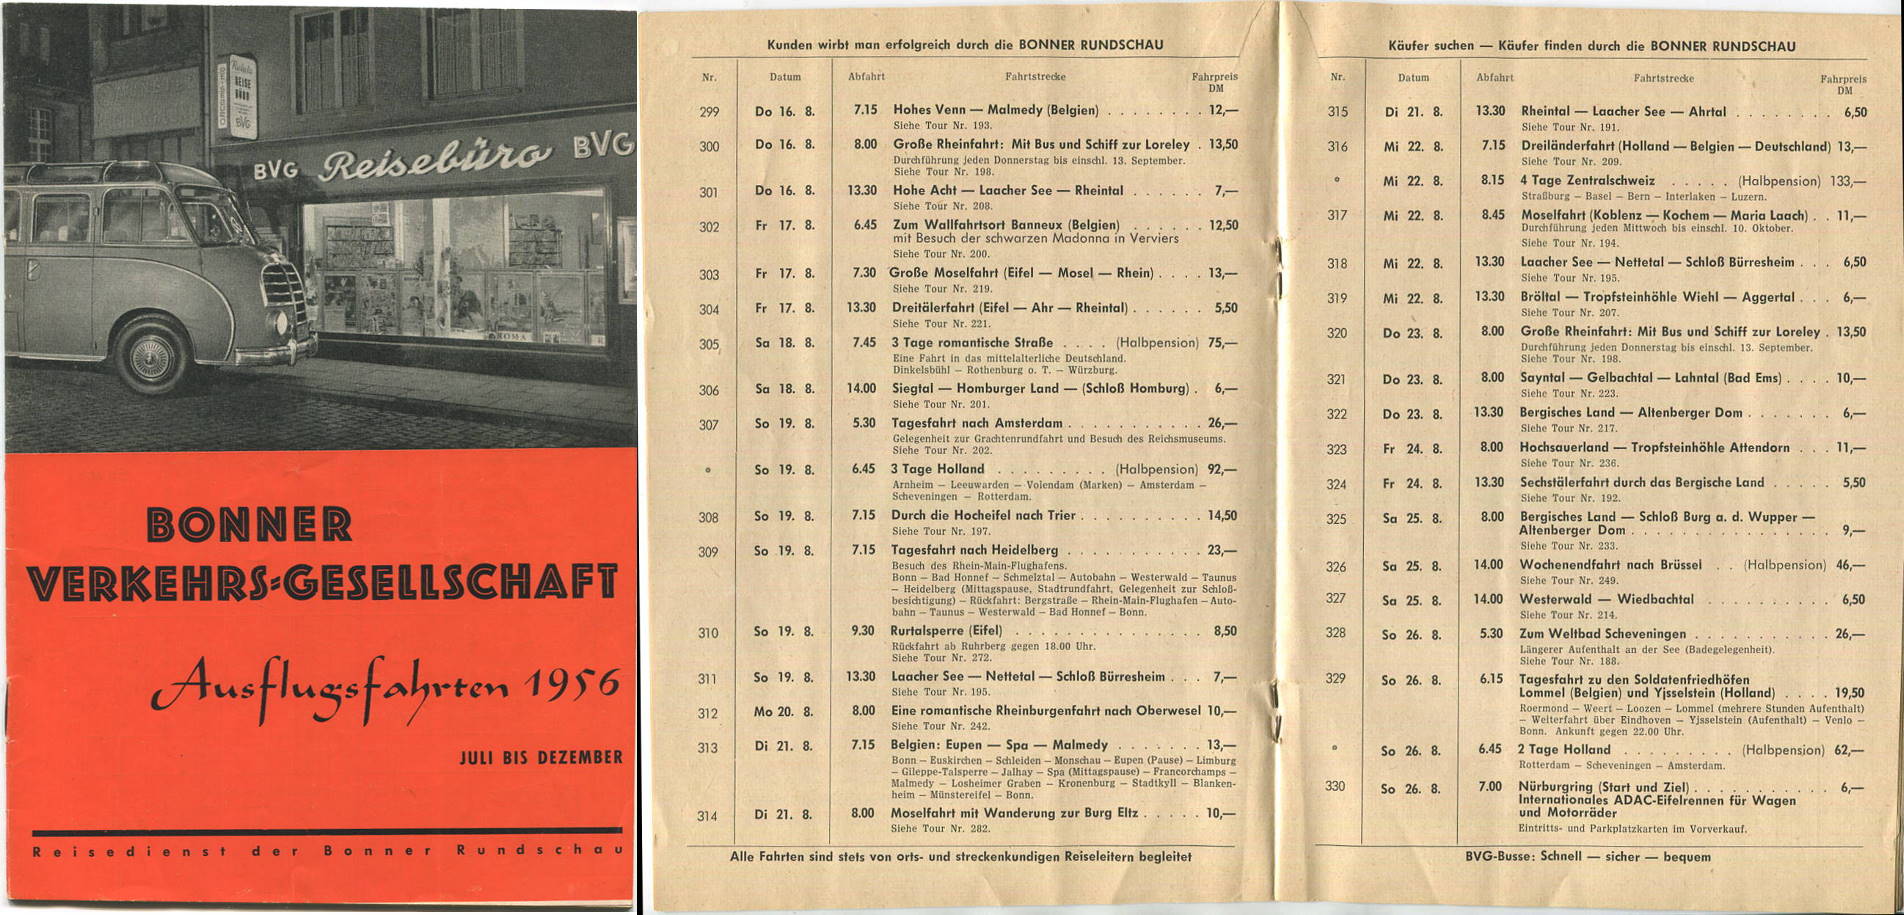 Reisebüro
BVG
BVG Reisebüro BVG
ROMA
BONNER
VERKEHRS-GESELLSCHAFT
Ausflugsfahrten 1956
JULI BIS DEZEMBER
Reisedienst der Bonner Rundschau
Kunden wirbt man erfolgreich durch die BONNER RUNDSCHAU
Nr. Datum Abfahrt Fahrtstrecke Fahrpreis
DM
299 Do 16. 8. 7.15 Hohes Venn — Malmedy (Belgien) . . . . . . . . 12,—
Siehe Tour Nr. 193.
300 Do 16. 8. 8.00 Große Rheinfahrt: Mit Bus und Schiff zur Loreley . 13,50
Durchführung jeden Donnerstag bis einschl. 13. September.
Siehe Tour Nr. 198.
301 Do 16. 8. 13.30 Hohe Acht — Laacher See — Rheintal . . . . . . 7,—
Siehe Tour Nr. 208.
302 Fr 17. 8. 6.45 Zum Wallfahrtsort Banneux (Belgien) . . . . . . 12,50
mit Besuch der schwarzen Madonna in Verviers
Siehe Tour Nr. 200.
303 Fr 17. 8. 7.30 Große Moselfahrt (Eifel — Mosel — Rhein) . . . . 13,—
Siehe Tour Nr. 219.
304 Fr 17. 8. 13.30 Dreitälerfahrt (Eifel — Ahr — Rheintal) . . . . . . 5,50
Siehe Tour Nr. 221.
305 Sa 18. 8. 7.45 3 Tage romantische Straße . . . . (Halbpension) 75,—
Eine Fahrt in das mittelalterliche Deutschland.
Dinkelsbühl — Rothenburg o. T. — Würzburg.
306 Sa 18. 8. 14.00 Siegtal — Homburger Land — (Schloß Homburg) . 6,—
Siehe Tour Nr. 201.
307 So 19. 8. 5.30 Tagesfahrt nach Amsterdam . . . . . . . . . . . 26,—
Gelegenheit zur Grachtenrundfahrt und Besuch des Reichsmuseums.
Siehe Tour Nr. 202.
° So 19. 8. 6.45 3 Tage Holland . . . . . . . . . (Halbpension) 92,—
Arnheim — Leeuwarden — Volendam (Marken) — Amsterdam —
Scheveningen — Rotterdam.
308 So 19. 8. 7.15 Durch die Hocheifel nach Trier . . . . . . . . . . 14,50
Siehe Tour Nr. 197.
309 So 19. 8. 7.15 Tagesfahrt nach Heidelberg . . . . . . . . . . . 23,—
Besuch des Rhein-Main-Flughafens.
Bonn — Bad Honnef — Schmelztal — Autobahn — Westerwald — Taunus
— Heidelberg (Mittagspause, Stadtrundfahrt, Gelegenheit zur Schloß-
besichtigung) — Rückfahrt: Bergstraße — Rhein-Main-Flughafen — Auto-
bahn — Taunus — Westerwald — Bad Honnef — Bonn.
310 So 19. 8. 9.30 Rurtalsperre (Eifel) . . . . . . . . . . . . . . . 8,50
Rückfahrt ab Ruhrberg gegen 18.00 Uhr.
Siehe Tour Nr. 272.
311 So 19. 8. 13.30 Laacher See — Nettetal — Schloß Bürresheim . . . 7,—
Siehe Tour Nr. 195.
312 Mo 20. 8. 8.00 Eine romantische Rheinburgenfahrt nach Oberwesel 10,—
Siehe Tour Nr. 242.
313 Di 21. 8. 7.15 Belgien: Eupen — Spa — Malmedy . . . . . . . 13,—
Bonn — Euskirchen — Schleiden — Monschau — Eupen (Pause) — Limburg
— Gileppe-Talsperre — Jalhay — Spa (Mittagspause) — Francorchamps —
Malmedy — Losheimer Graben — Kronenburg — Stadtkyll — Blanken-
heim — Münstereifel — Bonn.
314 Di 21. 8. 8.00 Moselfahrt mit Wanderung zur Burg Eltz . . . . . 10,—
Siehe Tour Nr. 282.
Alle Fahrten sind stets von orts- und streckenkundigen Reiseleitern begleitet
Käufer suchen — Käufer finden durch die BONNER RUNDSCHAU
Nr. Datum Abfahrt Fahrtstrecke Fahrpreis
DM
315 Di 21. 8. 13.30 Rheintal — Laacher See — Ahrtal . . . . . . . . 6,50
Siehe Tour Nr. 191.
316 Mi 22. 8. 7.15 Dreiländerfahrt (Holland — Belgien — Deutschland) 13,—
Siehe Tour Nr. 209.
° Mi 22. 8. 8.15 4 Tage Zentralschweiz . . . . . (Halbpension) 133,—
Straßburg — Basel — Bern — Interlaken — Luzern.
317 Mi 22. 8. 8.45 Moselfahrt (Koblenz — Kochem — Maria Laach) . . 11,—
Durchführung jeden Mittwoch bis einschl. 10. Oktober.
Siehe Tour Nr. 194.
318 Mi 22. 8. 13.30 Laacher See — Nettetal — Schloß Bürresheim . . . 6,50
Siehe Tour Nr. 195.
319 Mi 22. 8. 13.30 Bröltal — Tropfsteinhöhle Wiehl — Aggertal . . . 6,—
Siehe Tour Nr. 207.
320 Do 23. 8. 8.00 Große Rheinfahrt: Mit Bus und Schiff zur Loreley . 13,50
Durchführung jeden Donnerstag bis einschl. 13. September.
Siehe Tour Nr. 198.
321 Do 23. 8. 8.00 Sayntal — Gelbachtal — Lahntal (Bad Ems) . . . . 10,—
Siehe Tour Nr. 223.
322 Do 23. 8. 13.30 Bergisches Land — Altenberger Dom . . . . . . . 6,—
Siehe Tour Nr. 217.
323 Fr 24. 8. 8.00 Hochsauerland — Tropfsteinhöhle Attendorn . . . 11,—
Siehe Tour Nr. 236.
324 Fr 24. 8. 13.30 Sechstälerfahrt durch das Bergische Land . . . . . 5,50
Siehe Tour Nr. 192.
325 Sa 25. 8. 8.00 Bergisches Land — Schloß Burg a. d. Wupper —
Altenberger Dom . . . . . . . . . . . . . . . . 9,—
Siehe Tour Nr. 233.
326 Sa 25. 8. 14.00 Wochenendfahrt nach Brüssel . . (Halbpension) 46,—
Siehe Tour Nr. 249.
327 Sa 25. 8. 14.00 Westerwald — Wiedbachtal . . . . . . . . . . 6,50
Siehe Tour Nr. 214.
328 So 26. 8. 5.30 Zum Weltbad Scheveningen . . . . . . . . . . . 26,—
Längerer Aufenthalt an der See (Badegelegenheit).
Siehe Tour Nr. 188.
329 So 26. 8. 6.15 Tagesfahrt zu den Soldatenfriedhöfen
Lommel (Belgien) und Yjsselstein (Holland) . . . . 19,50
Roermond — Weert — Loozen — Lommel (mehrere Stunden Aufenthalt)
— Weiterfahrt über Eindhoven — Yjsselstein (Aufenthalt) — Venlo —
Bonn. Ankunft gegen 22.00 Uhr.
° So 26. 8. 6.45 2 Tage Holland . . . . . . . . . (Halbpension) 62,—
Rotterdam — Scheveningen — Amsterdam.
330 So 26. 8. 7.00 Nürburgring (Start und Ziel) . . . . . . . . . . . 6,—
Internationales ADAC-Eifelrennen für Wagen
und Motorräder
Eintritts- und Parkplatzkarten im Vorverkauf.
BVG-Busse: Schnell — sicher — bequem